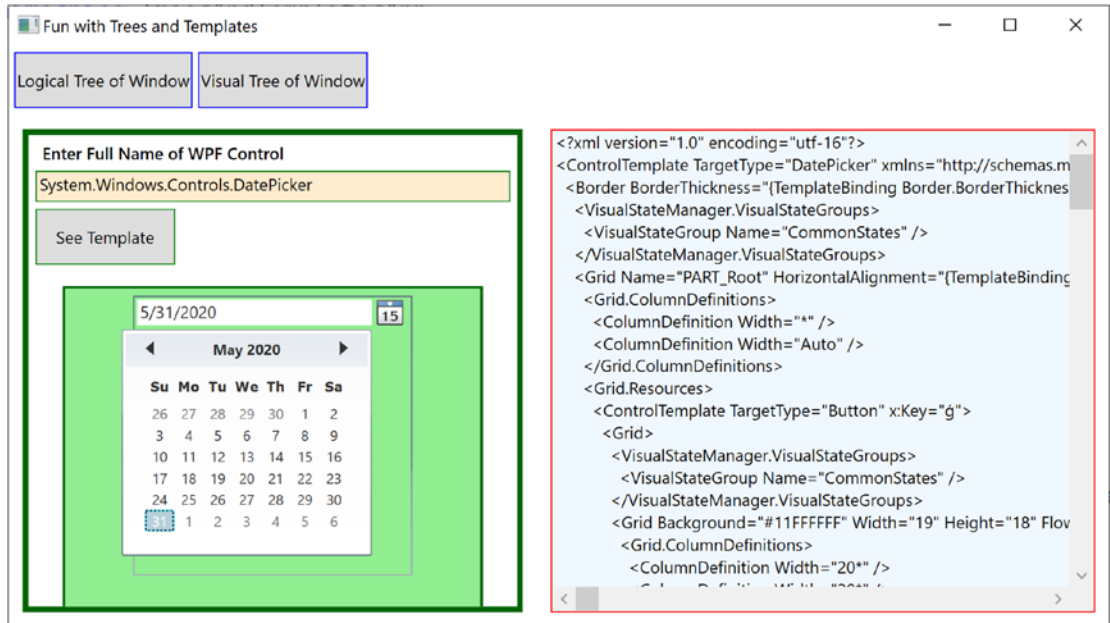 Fun with Trees and Templates
Logical Tree of Window Visual Tree of Window
Enter Full Name of WPF Control
System.Windows.Controls.DatePicker
See Template
5/31/2020
15
May 2020
Su Mo Tu We Th Fr Sa
26 27 28 29 30 1 2
3 4 5 6 7 8 9
10 11 12 13 14 15 16
17 18 19 20 21 22 23
24 25 26 27 28 29 30
31 1 2 3 4 5 6
<?xml version="1.0" encoding="utf-16"?>
<ControlTemplate TargetType="DatePicker" xmlns="http://schemas.m
<Border BorderThickness="{TemplateBinding Border.BorderThicknes
<VisualStateManager.VisualStateGroups>
<VisualStateGroup Name="CommonStates" />
</VisualStateManager.VisualStateGroups>
<Grid Name="PART_Root" HorizontalAlignment="{TemplateBinding
<Grid.ColumnDefinitions>
<ColumnDefinition Width="*" />
<ColumnDefinition Width="Auto" />
</Grid.ColumnDefinitions>
<Grid.Resources>
<ControlTemplate TargetType="Button" x:Key="ģ">
<Grid>
<VisualStateManager.VisualStateGroups>
<VisualStateGroup Name="CommonStates" />
</VisualStateManager.VisualStateGroups>
<Grid Background="#11FFFFFF" Width="19" Height="18" Flov
<Grid.ColumnDefinitions>
<ColumnDefinition Width="20*" />